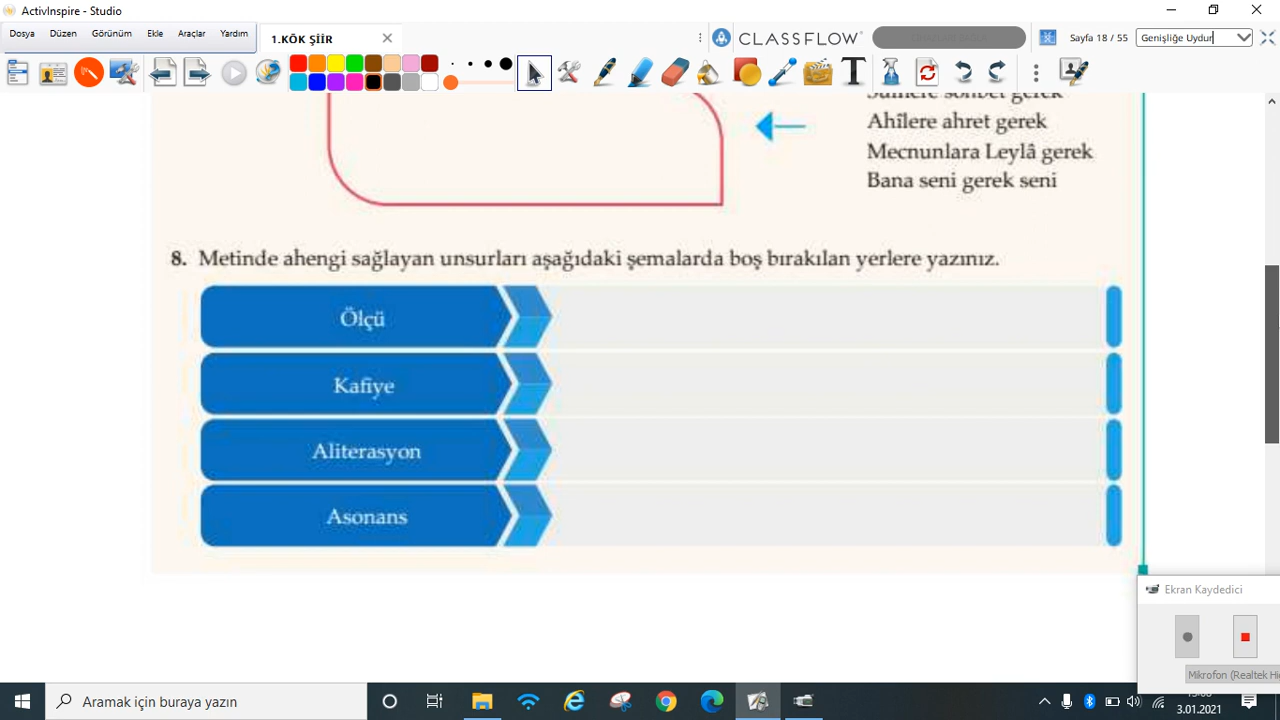 ActivInspire - Studio
Dosya Düzen Görünüm Ekle Araçlar Yardım
1.KÖK ŞİİR
CLASSFLOW
Sayfa 18 / 55
Genişliğe Uydur
T
sohbet gerek
Ahîlere ahret gerek
Mecnunlara Leylâ gerek
Bana seni gerek seni
8. Metinde ahengi sağlayan unsurları aşağıdaki şemalarda boş bırakılan yerlere yazınız.
Ölçü
Kafiye
Aliterasyon
Asonans
Ekran Kaydedici
Mikrofon (Realtek
Aramak için buraya yazın
3.01.2021